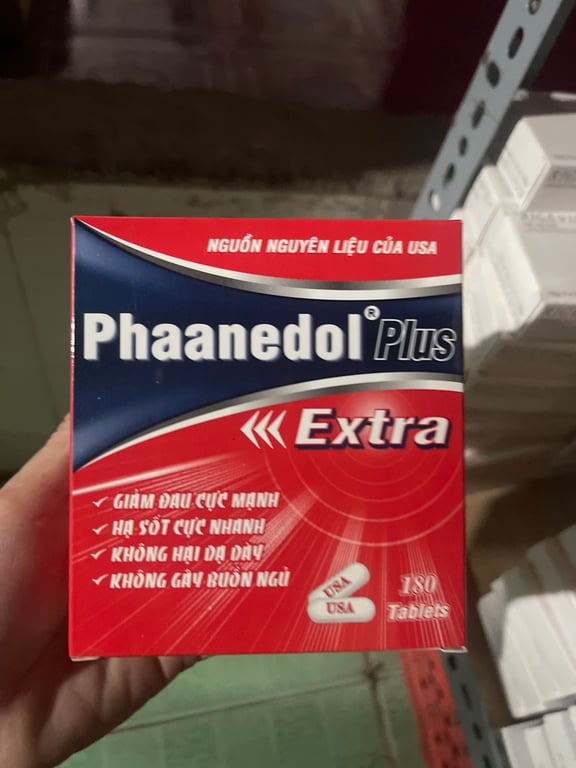 NGUỒN NGUYÊN LIỆU CỦA USA
Phaanedol® Plus
Extra
GIẢM ĐAU CỰC MẠNH
HẠ SỐT CỰC NHANH
KHÔNG HẠI DẠ DÀY
KHÔNG GÂY BUỒN NGỦ
USA
USA
180
Tablets